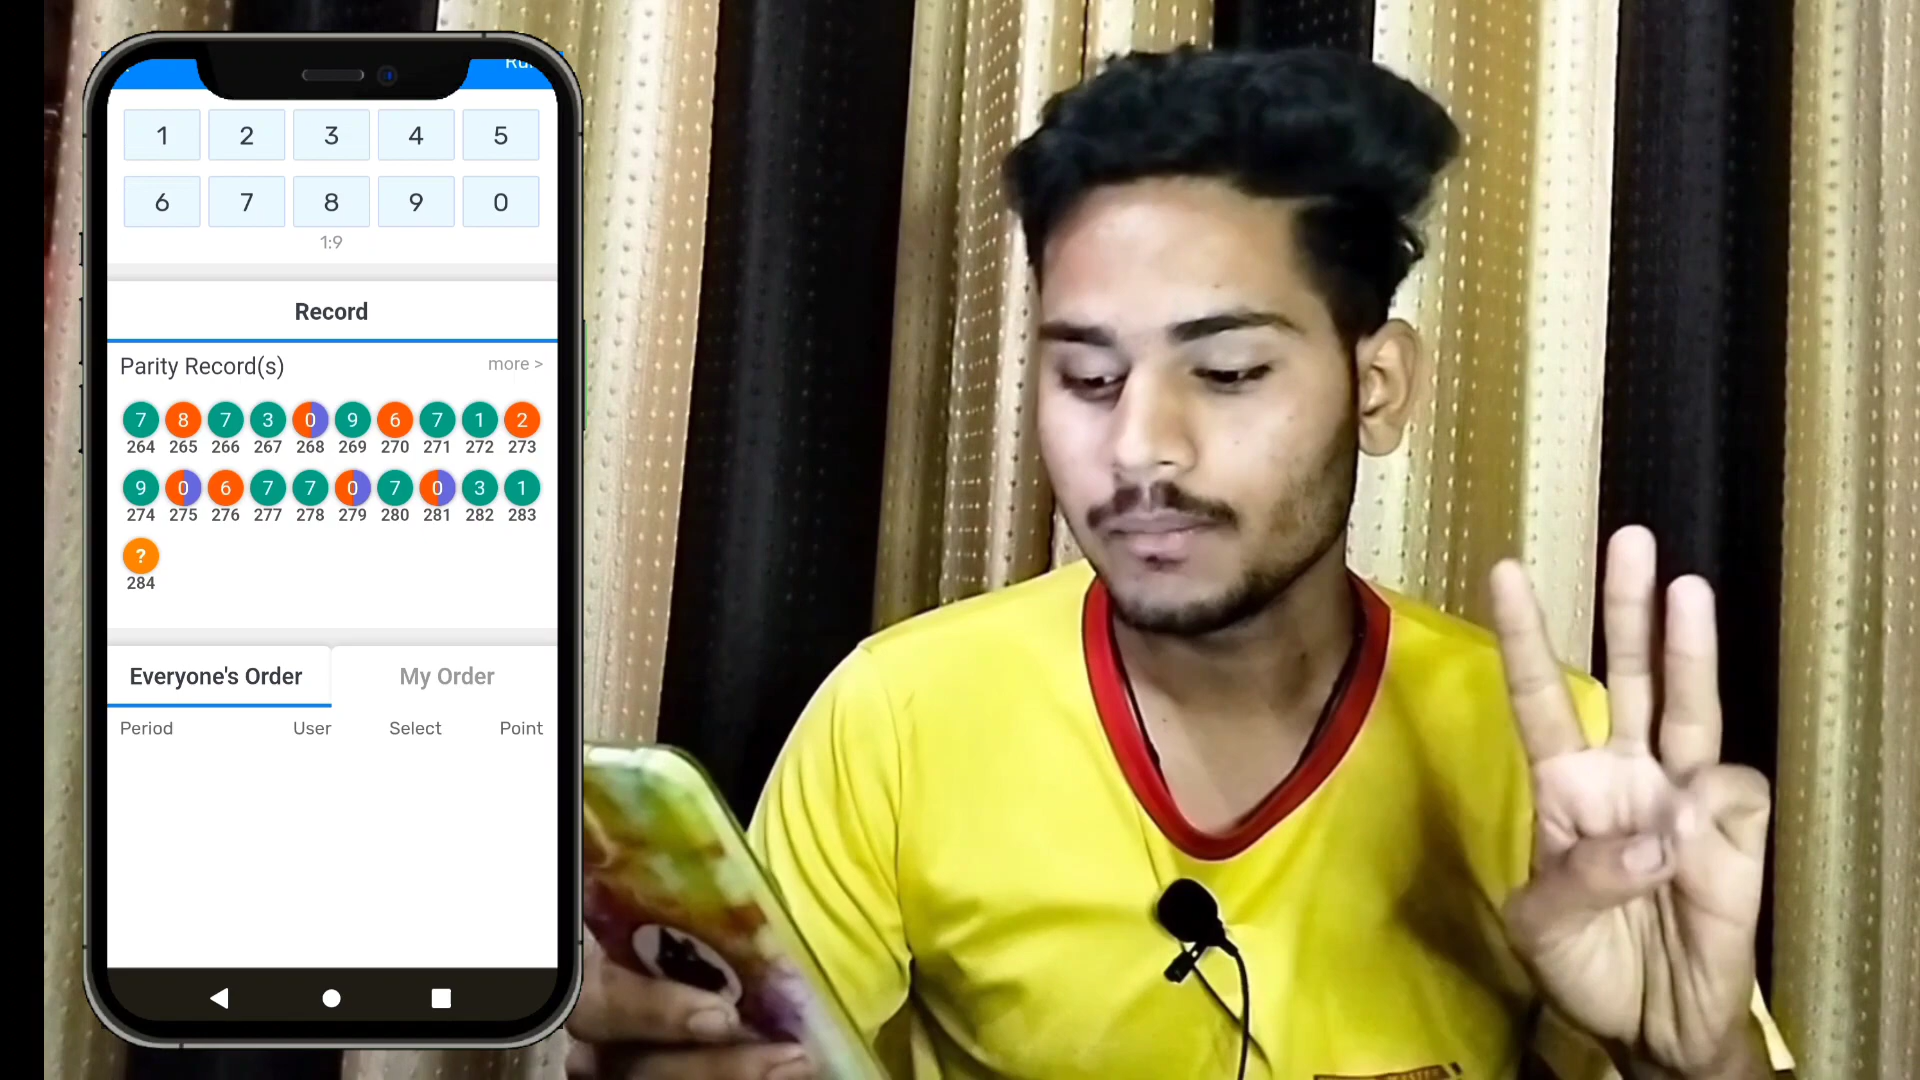 Ru
1 2 3 4 5
6 7 8 9 0
1:9
Record
Parity Record(s) more >
7 8 7 3 0 9 6 7 1 2
264 265 266 267 268 269 270 271 272 273
9 0 6 7 7 0 7 0 3 1
274 275 276 277 278 279 280 281 282 283
?
284
Everyone's Order My Order
Period User Select Point